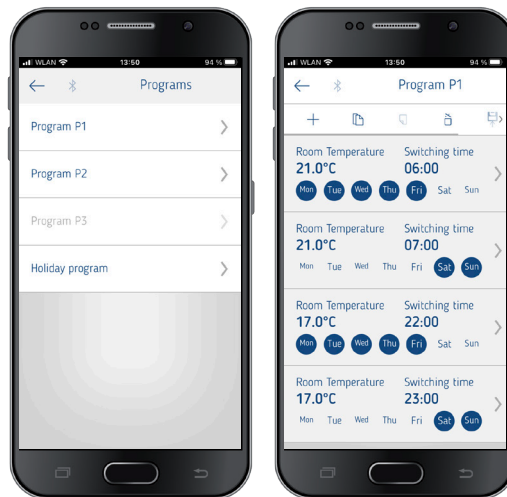 WLAN 13:50 94 %
Programs
Program P1
Program P2
Program P3
Holiday program
WLAN 13:50 94 %
Program P1
Room Temperature Switching time
21.0°C 06:00
Mon Tue Wed Thu Fri Sat Sun
Room Temperature Switching time
21.0°C 07:00
Mon Tue Wed Thu Fri Sat Sun
Room Temperature Switching time
17.0°C 22:00
Mon Tue Wed Thu Fri Sat Sun
Room Temperature Switching time
17.0°C 23:00
Mon Tue Wed Thu Fri Sat Sun